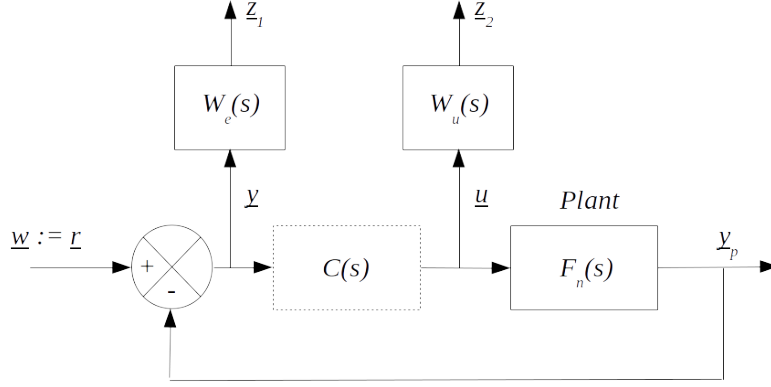 z1 z2
We(s) Wu(s)
y u Plant
w := r yp
+ C(s) Fn(s)
-